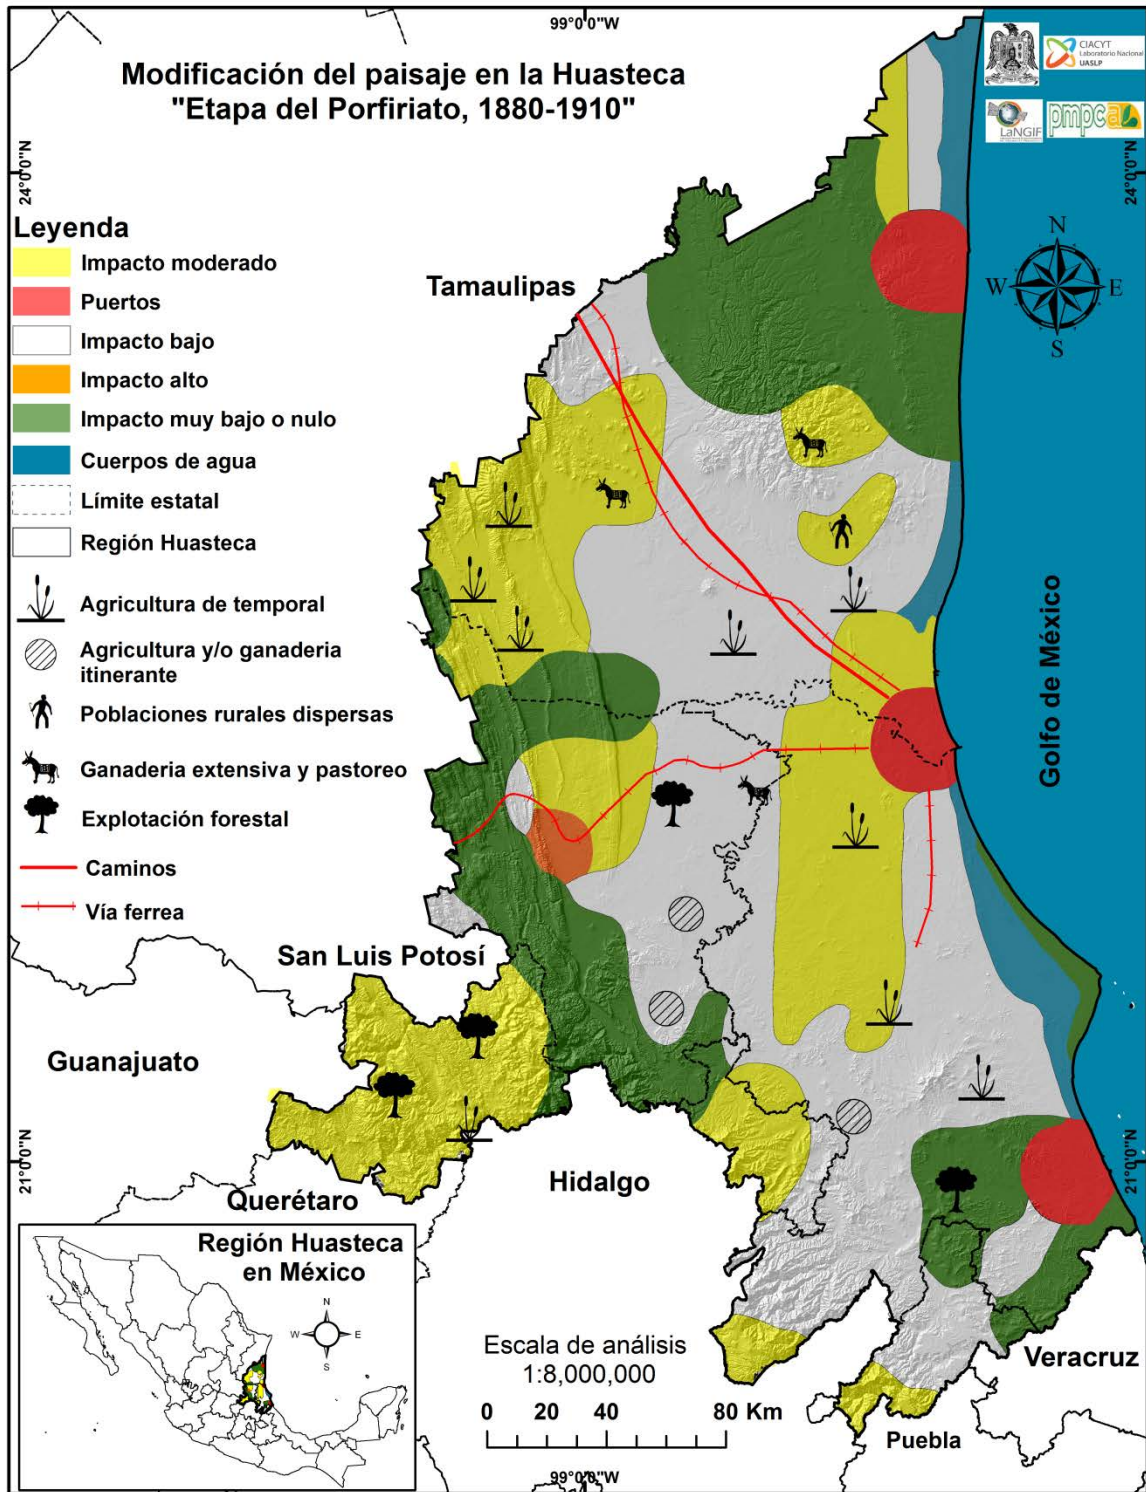 99°0'0"W
Modificación del paisaje en la Huasteca
"Etapa del Porfiriato, 1880-1910"
CIACYT
Laboratorio Nacional
UASLP
LaNGIF
pmpca
24°0'0"N
24°0'0"N
Leyenda
Impacto moderado
Puertos
Impacto bajo
Impacto alto
Impacto muy bajo o nulo
Cuerpos de agua
Límite estatal
Región Huasteca
Agricultura de temporal
Agricultura y/o ganaderia
itinerante
Poblaciones rurales dispersas
Ganaderia extensiva y pastoreo
Explotación forestal
Caminos
Vía ferrea
N
W
E
S
Tamaulipas
Golfo de México
San Luis Potosí
Guanajuato
Querétaro
Hidalgo
Veracruz
Puebla
21°0'0"N
21°0'0"N
Región Huasteca
en México
N
W
E
S
Escala de análisis
1:8,000,000
0 20 40 80 Km
99°0'0"W